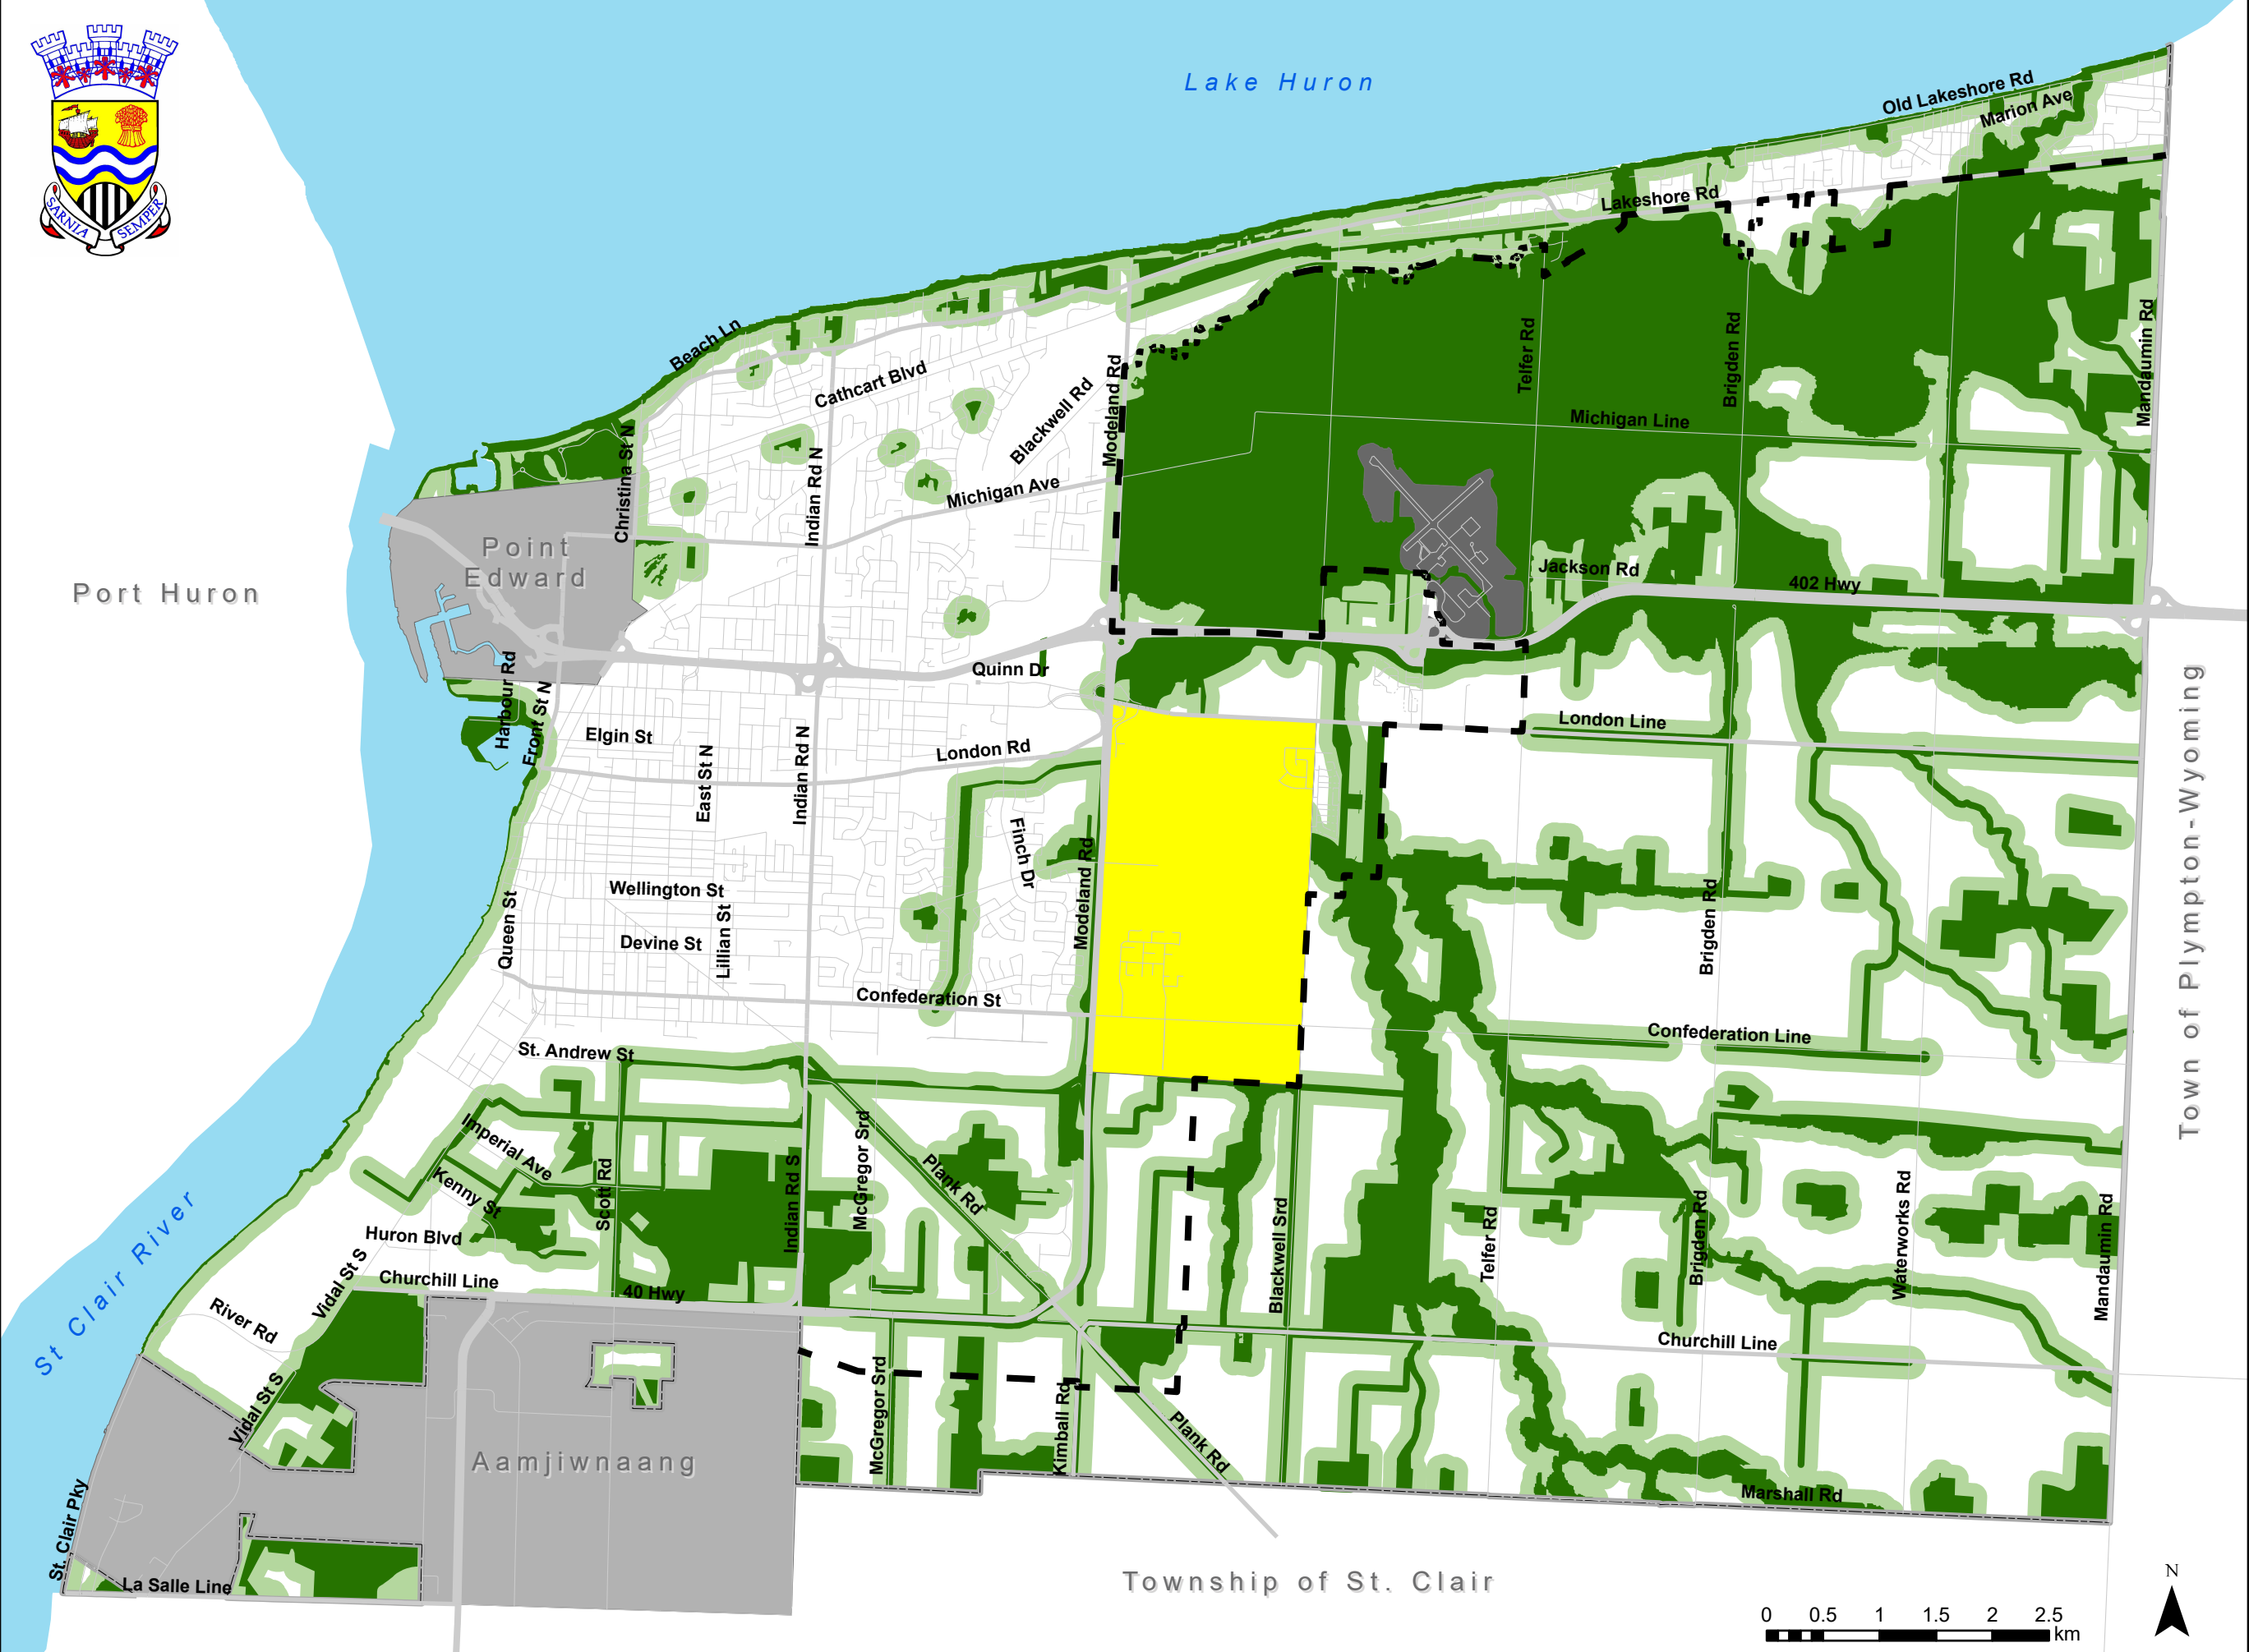 Lake Huron
Old Lakeshore Rd
Marion Ave
SARNIA SEMPER
Lakeshore Rd
Beach Ln
Cathcart Blvd
Blackwell Rd
Modeland Rd
Telfer Rd
Brigden Rd
Mandaumin Rd
Michigan Line
Christina St N
Indian Rd N
Michigan Ave
Point
Edward
Port Huron
Jackson Rd
402 Hwy
Quinn Dr
Harbour Rd
Front St N
Elgin St
East St N
Indian Rd N
London Rd
London Line
Town of Plympton-Wyoming
Finch Dr
Modeland Rd
Wellington St
Queen St
Lillian St
Devine St
Brigden Rd
Confederation St
Confederation Line
St. Andrew St
Imperial Ave
Kenny St
Scott Rd
Indian Rd S
McGregor Srd
Plank Rd
Blackwell Srd
Telfer Rd
Brigden Rd
Waterworks Rd
Mandaumin Rd
St Clair River
Huron Blvd
Vidal St S
Churchill Line
40 Hwy
River Rd
Churchill Line
Vidal St S
McGregor Srd
Kimball Rd
Plank Rd
Aamjiwnaang
Marshall Rd
St. Clair Pky
La Salle Line
Township of St. Clair
N
0 0.5 1 1.5 2 2.5
km